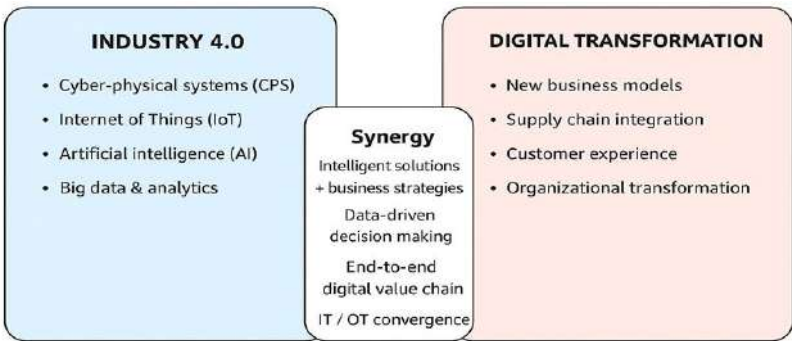 INDUSTRY 4.0
• Cyber-physical systems (CPS)
• Internet of Things (IoT)
• Artificial intelligence (AI)
• Big data & analytics
Synergy
Intelligent solutions
+ business strategies
Data-driven
decision making
End-to-end
digital value chain
IT / OT convergence
DIGITAL TRANSFORMATION
• New business models
• Supply chain integration
• Customer experience
• Organizational transformation